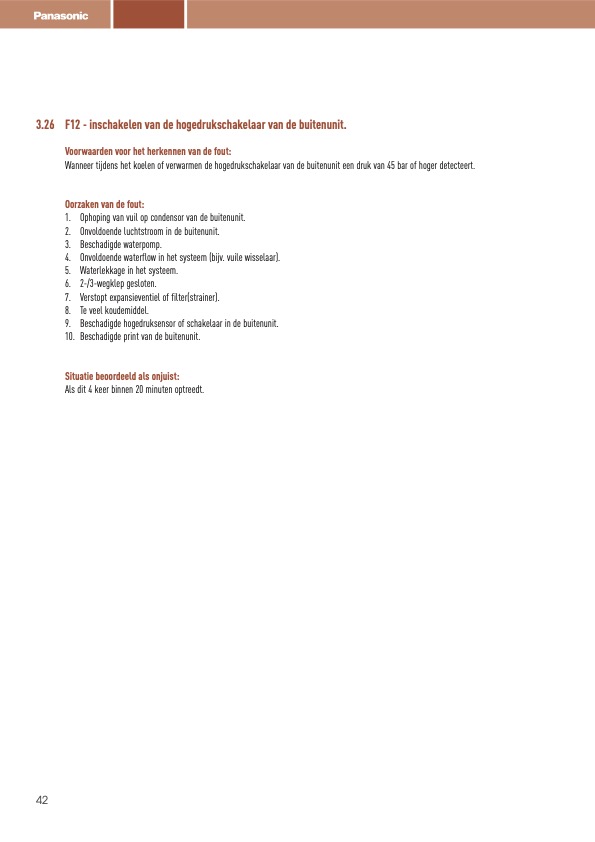 Panasonic
3.26 F12 - inschakelen van de hogedrukschakelaar van de buitenunit.
Voorwaarden voor het herkennen van de fout:
Wanneer tijdens het koelen of verwarmen de hogedrukschakelaar van de buitenunit een druk van 45 bar of hoger detecteert.
Oorzaken van de fout:
1. Ophoping van vuil op condensor van de buitenunit.
2. Onvoldoende luchtstroom in de buitenunit.
3. Beschadigde waterpomp.
4. Onvoldoende waterflow in het systeem (bijv. vuile wisselaar).
5. Waterlekkage in het systeem.
6. 2-/3-wegklep gesloten.
7. Verstopt expansieventiel of filter(strainer).
8. Te veel koudemiddel.
9. Beschadigde hogedruksensor of schakelaar in de buitenunit.
10. Beschadigde print van de buitenunit.
Situatie beoordeeld als onjuist:
Als dit 4 keer binnen 20 minuten optreedt.
42